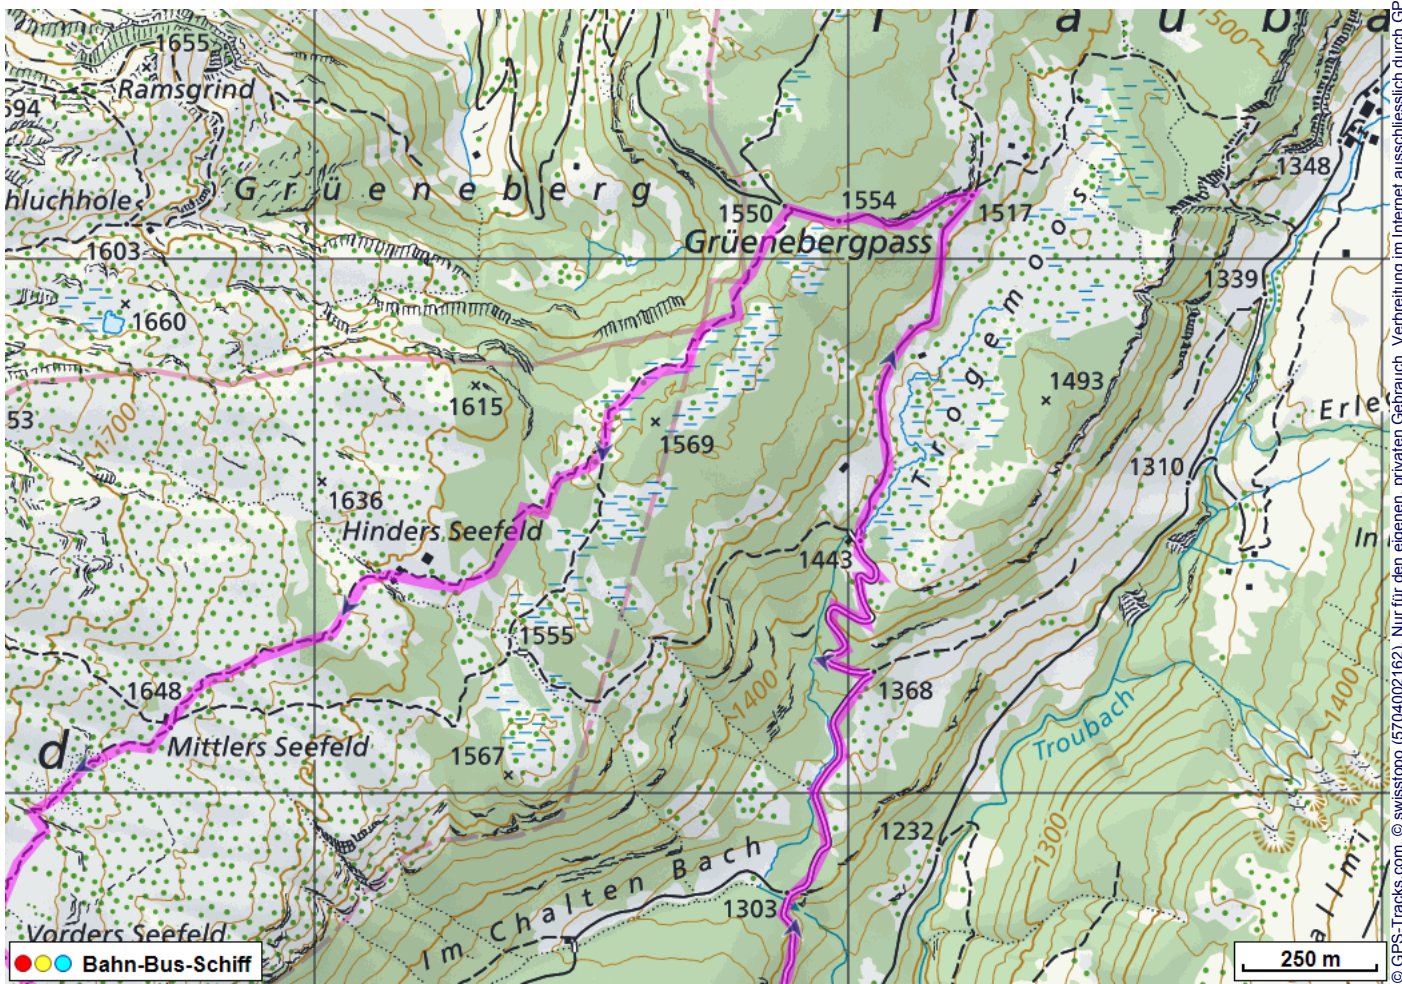 T r a u b a
1500
1655
Ramsgrind
594
1348
G r ü e n e b e r g
hluchhole
1554
1550
1517
Grüenebergpass
1603
1339
1660
T r o g e m o o s
1493
1615
53
1700
Erle
1569
1310
1636
Hinders Seefeld
In
1443
1555
1648
1400
1368
1400
Troubach
d
Mittlers Seefeld
1567
1232
1300
Im Chalten Bach
1303
allmi
Vorders Seefeld
Bahn-Bus-Schiff
250 m
© GPS-Tracks.com, © swisstopo (5704002162), Nur für den eigenen, privaten Gebrauch. Verbreitung im Internet ausschliesslich durch GP